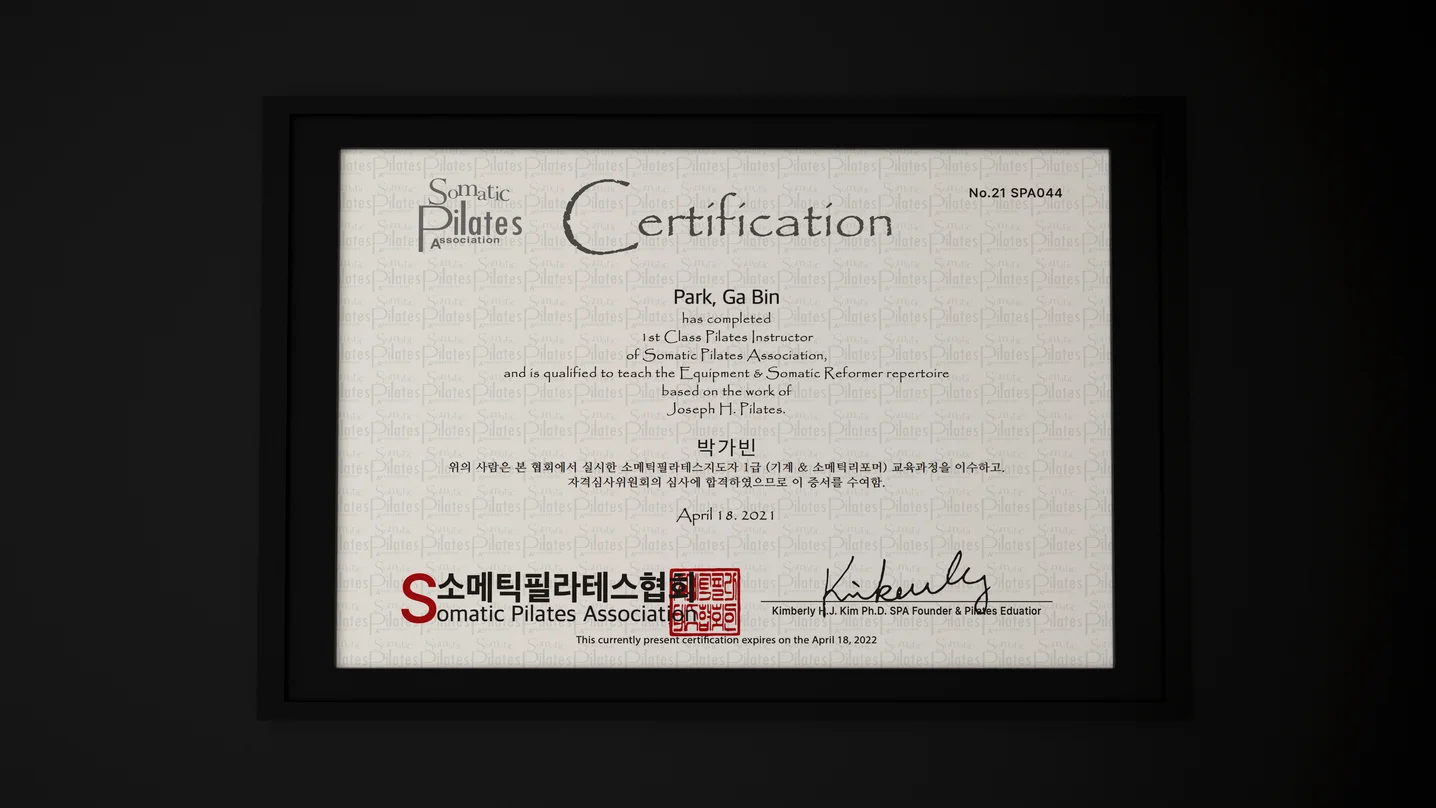 Somatic
Pilates
Association
Certification
No.21 SPA044
Park, Ga Bin
has completed
1st Class Pilates Instructor
of Somatic Pilates Association,
and is qualified to teach the Equipment & Somatic Reformer repertoire
based on the work of
Joseph H. Pilates.
박가빈
위의 사람은 본 협회에서 실시한 소메틱필라테스지도자 1급 (기계 & 소메틱리포머) 교육과정을 이수하고.
자격심사위원회의 심사에 합격하였으므로 이 증서를 수여함.
April 18. 2021
소메틱필라테스협회
Somatic Pilates Association
Kimberly
Kimberly H.J. Kim Ph.D. SPA Founder & Pilates Eduatior
This currently present certification expires on the April 18, 2022